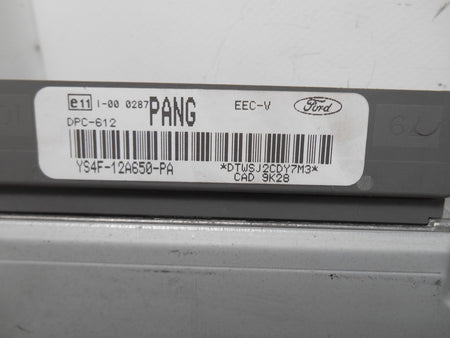 e11 1-00 0287 PANG EEC-V Ford
DPC-612
YS4F-12A650-PA *DTWSJ2CDY7M3*
CAD 9K28